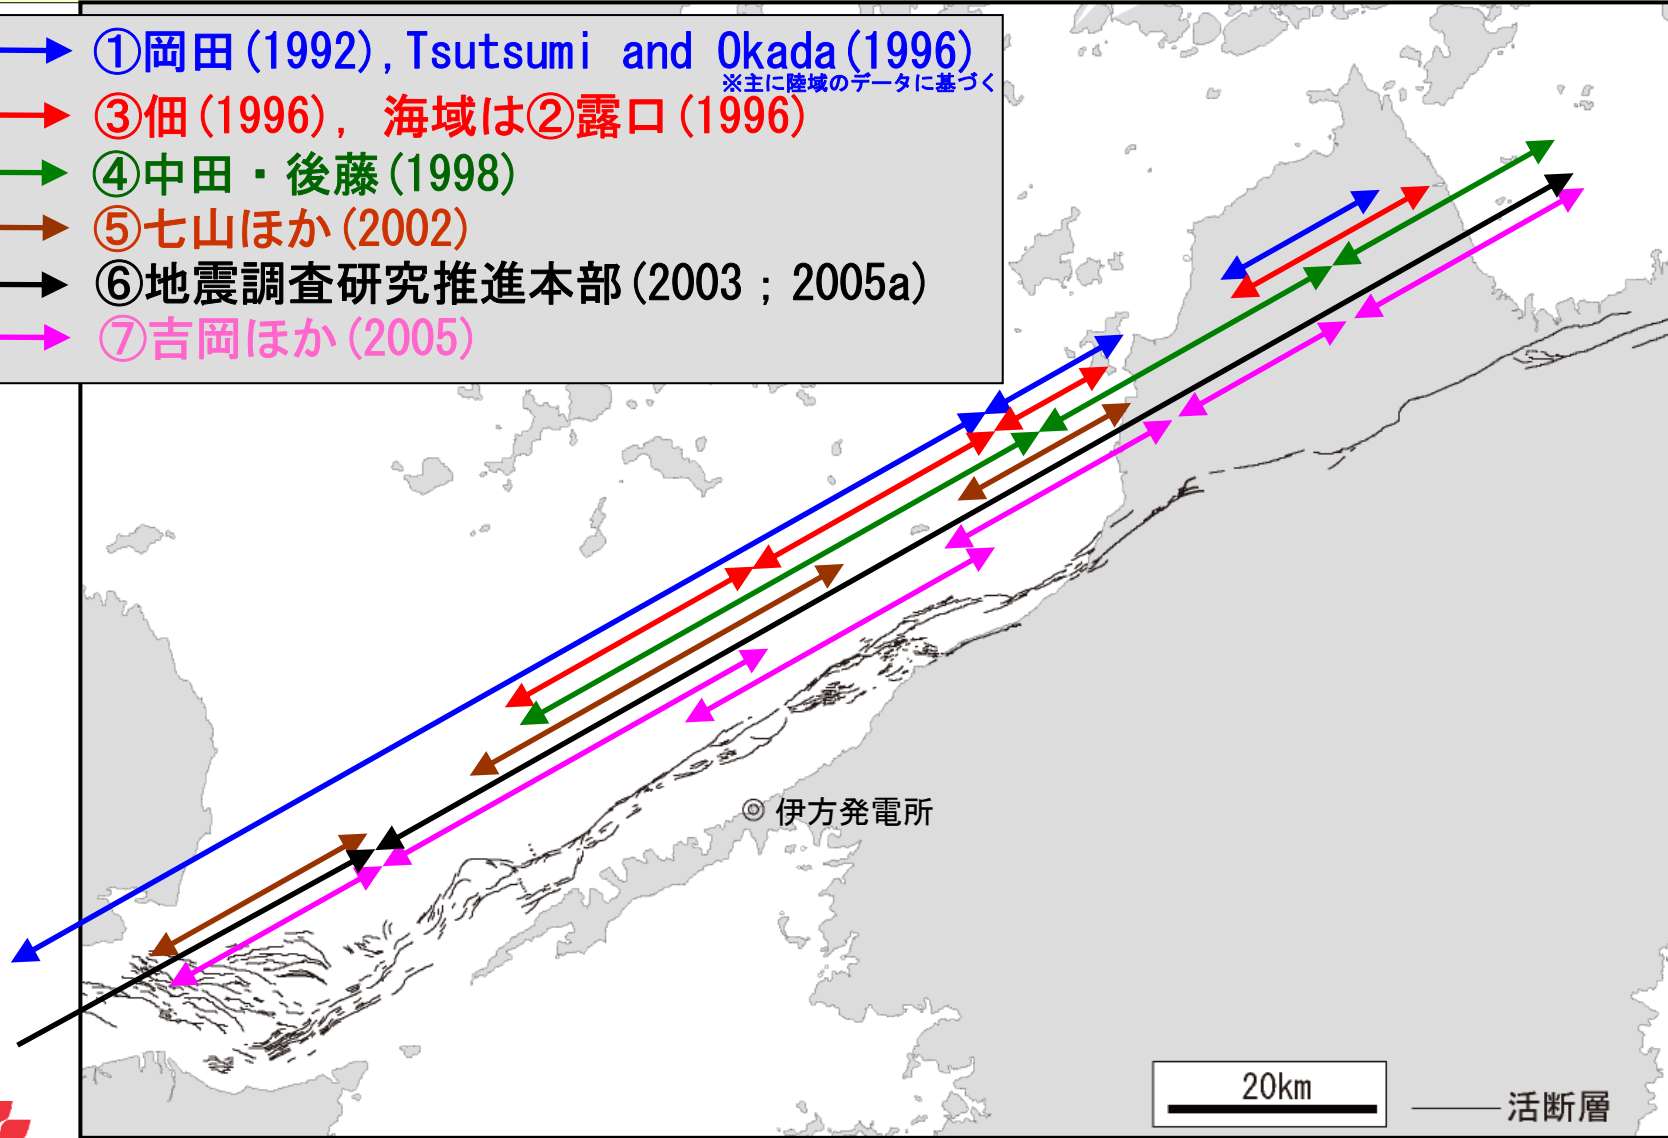 ①岡田(1992),Tsutsumi and Okada(1996)
※主に陸域のデータに基づく
③佃(1996), 海域は②露口(1996)
④中田・後藤(1998)
⑤七山ほか(2002)
⑥地震調査研究推進本部(2003；2005a)
⑦吉岡ほか(2005)
伊方発電所
20km
活断層